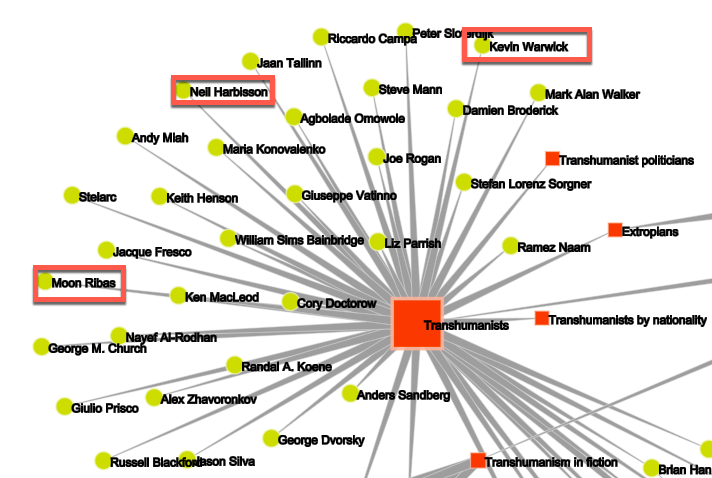 Riccardo Campa
Peter Sloterdijk
Kevin Warwick
Jaan Tallinn
Neil Harbisson
Steve Mann
Mark Alan Walker
Damien Broderick
Agbolade Omowole
Andy Miah
Maria Konovalenko
Joe Rogan
Transhumanist politicians
Stefan Lorenz Sorgner
Stelarc
Keith Henson
Giuseppe Vatinno
Extropians
William Sims Bainbridge
Liz Parrish
Ramez Naam
Jacque Fresco
Moon Ribas
Ken MacLeod
Cory Doctorow
Transhumanists
Transhumanists by nationality
Nayef Al-Rodhan
George M. Church
Randal A. Koene
Anders Sandberg
Giulio Prisco
Alex Zhavoronkov
George Dvorsky
Russell Blackford
Jason Silva
Transhumanism in fiction
Brian Han